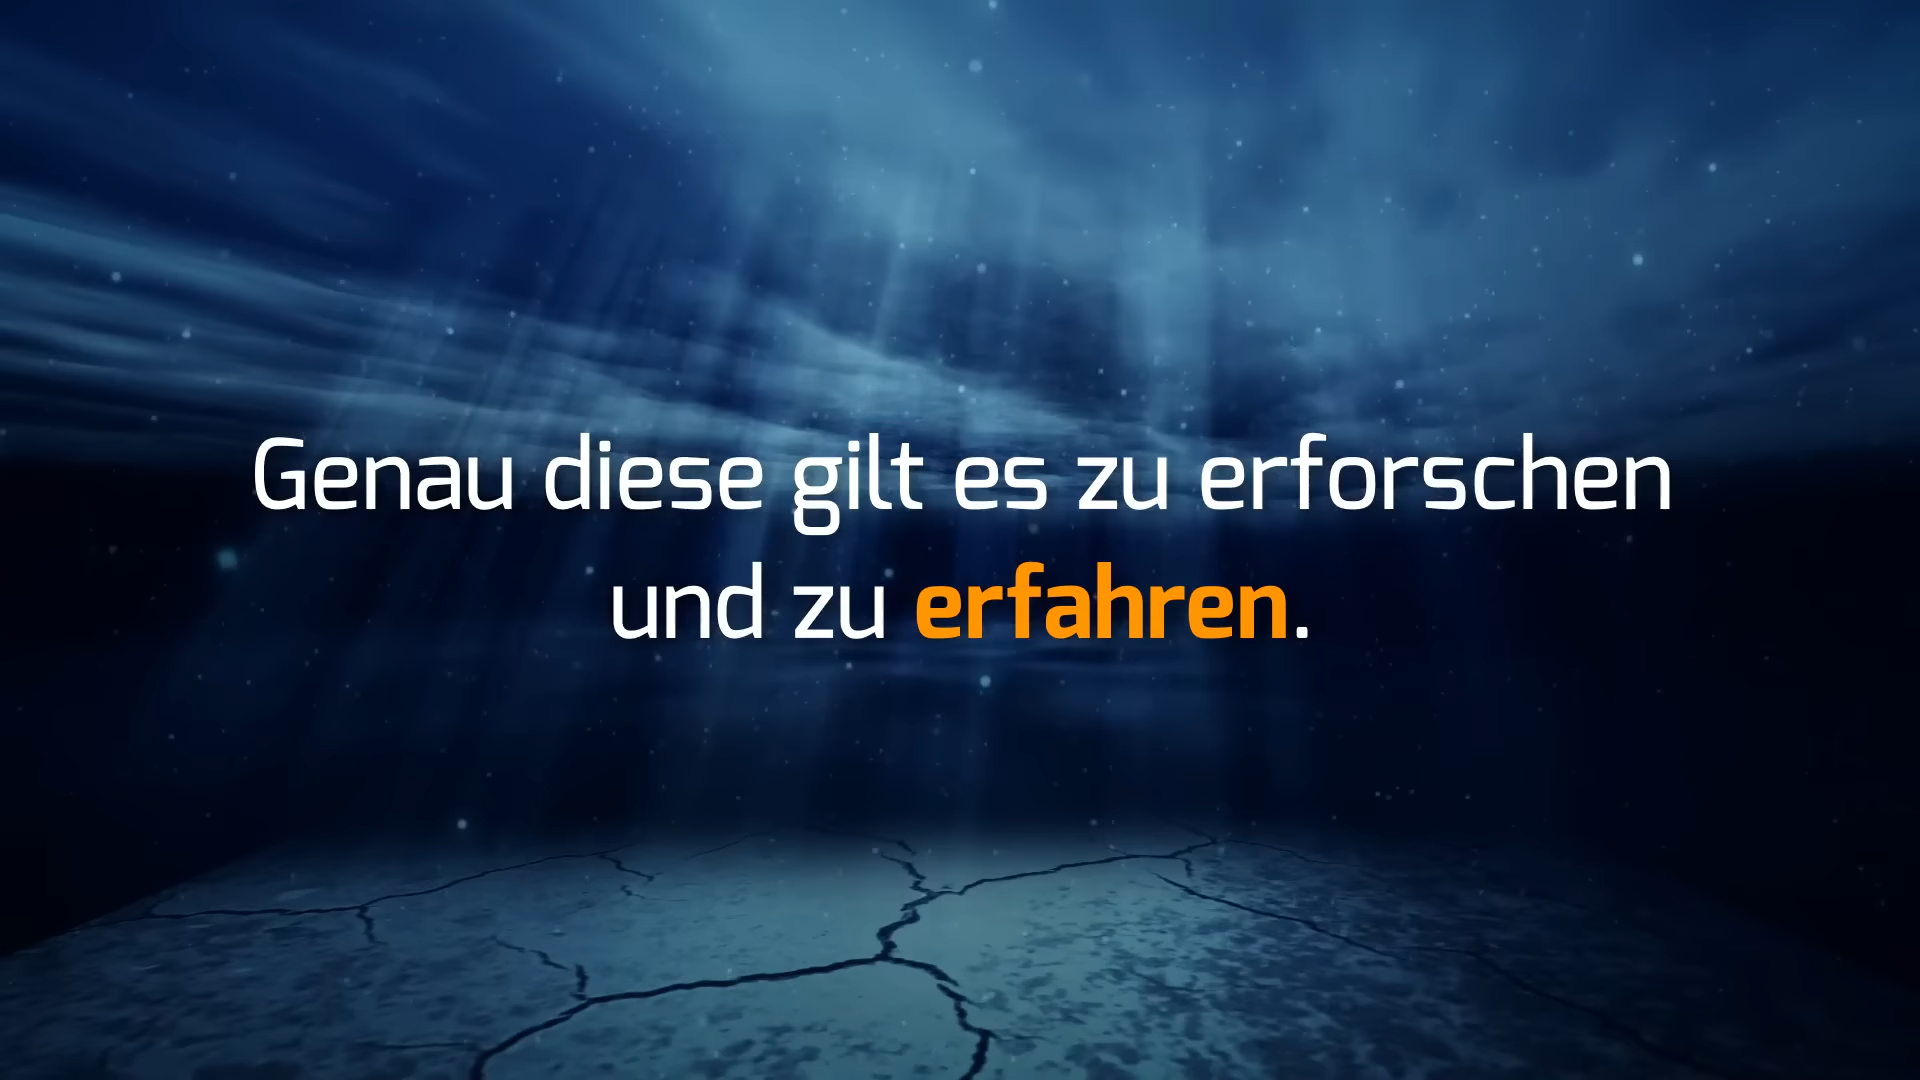 Genau diese gilt es zu erforschen
und zu erfahren.